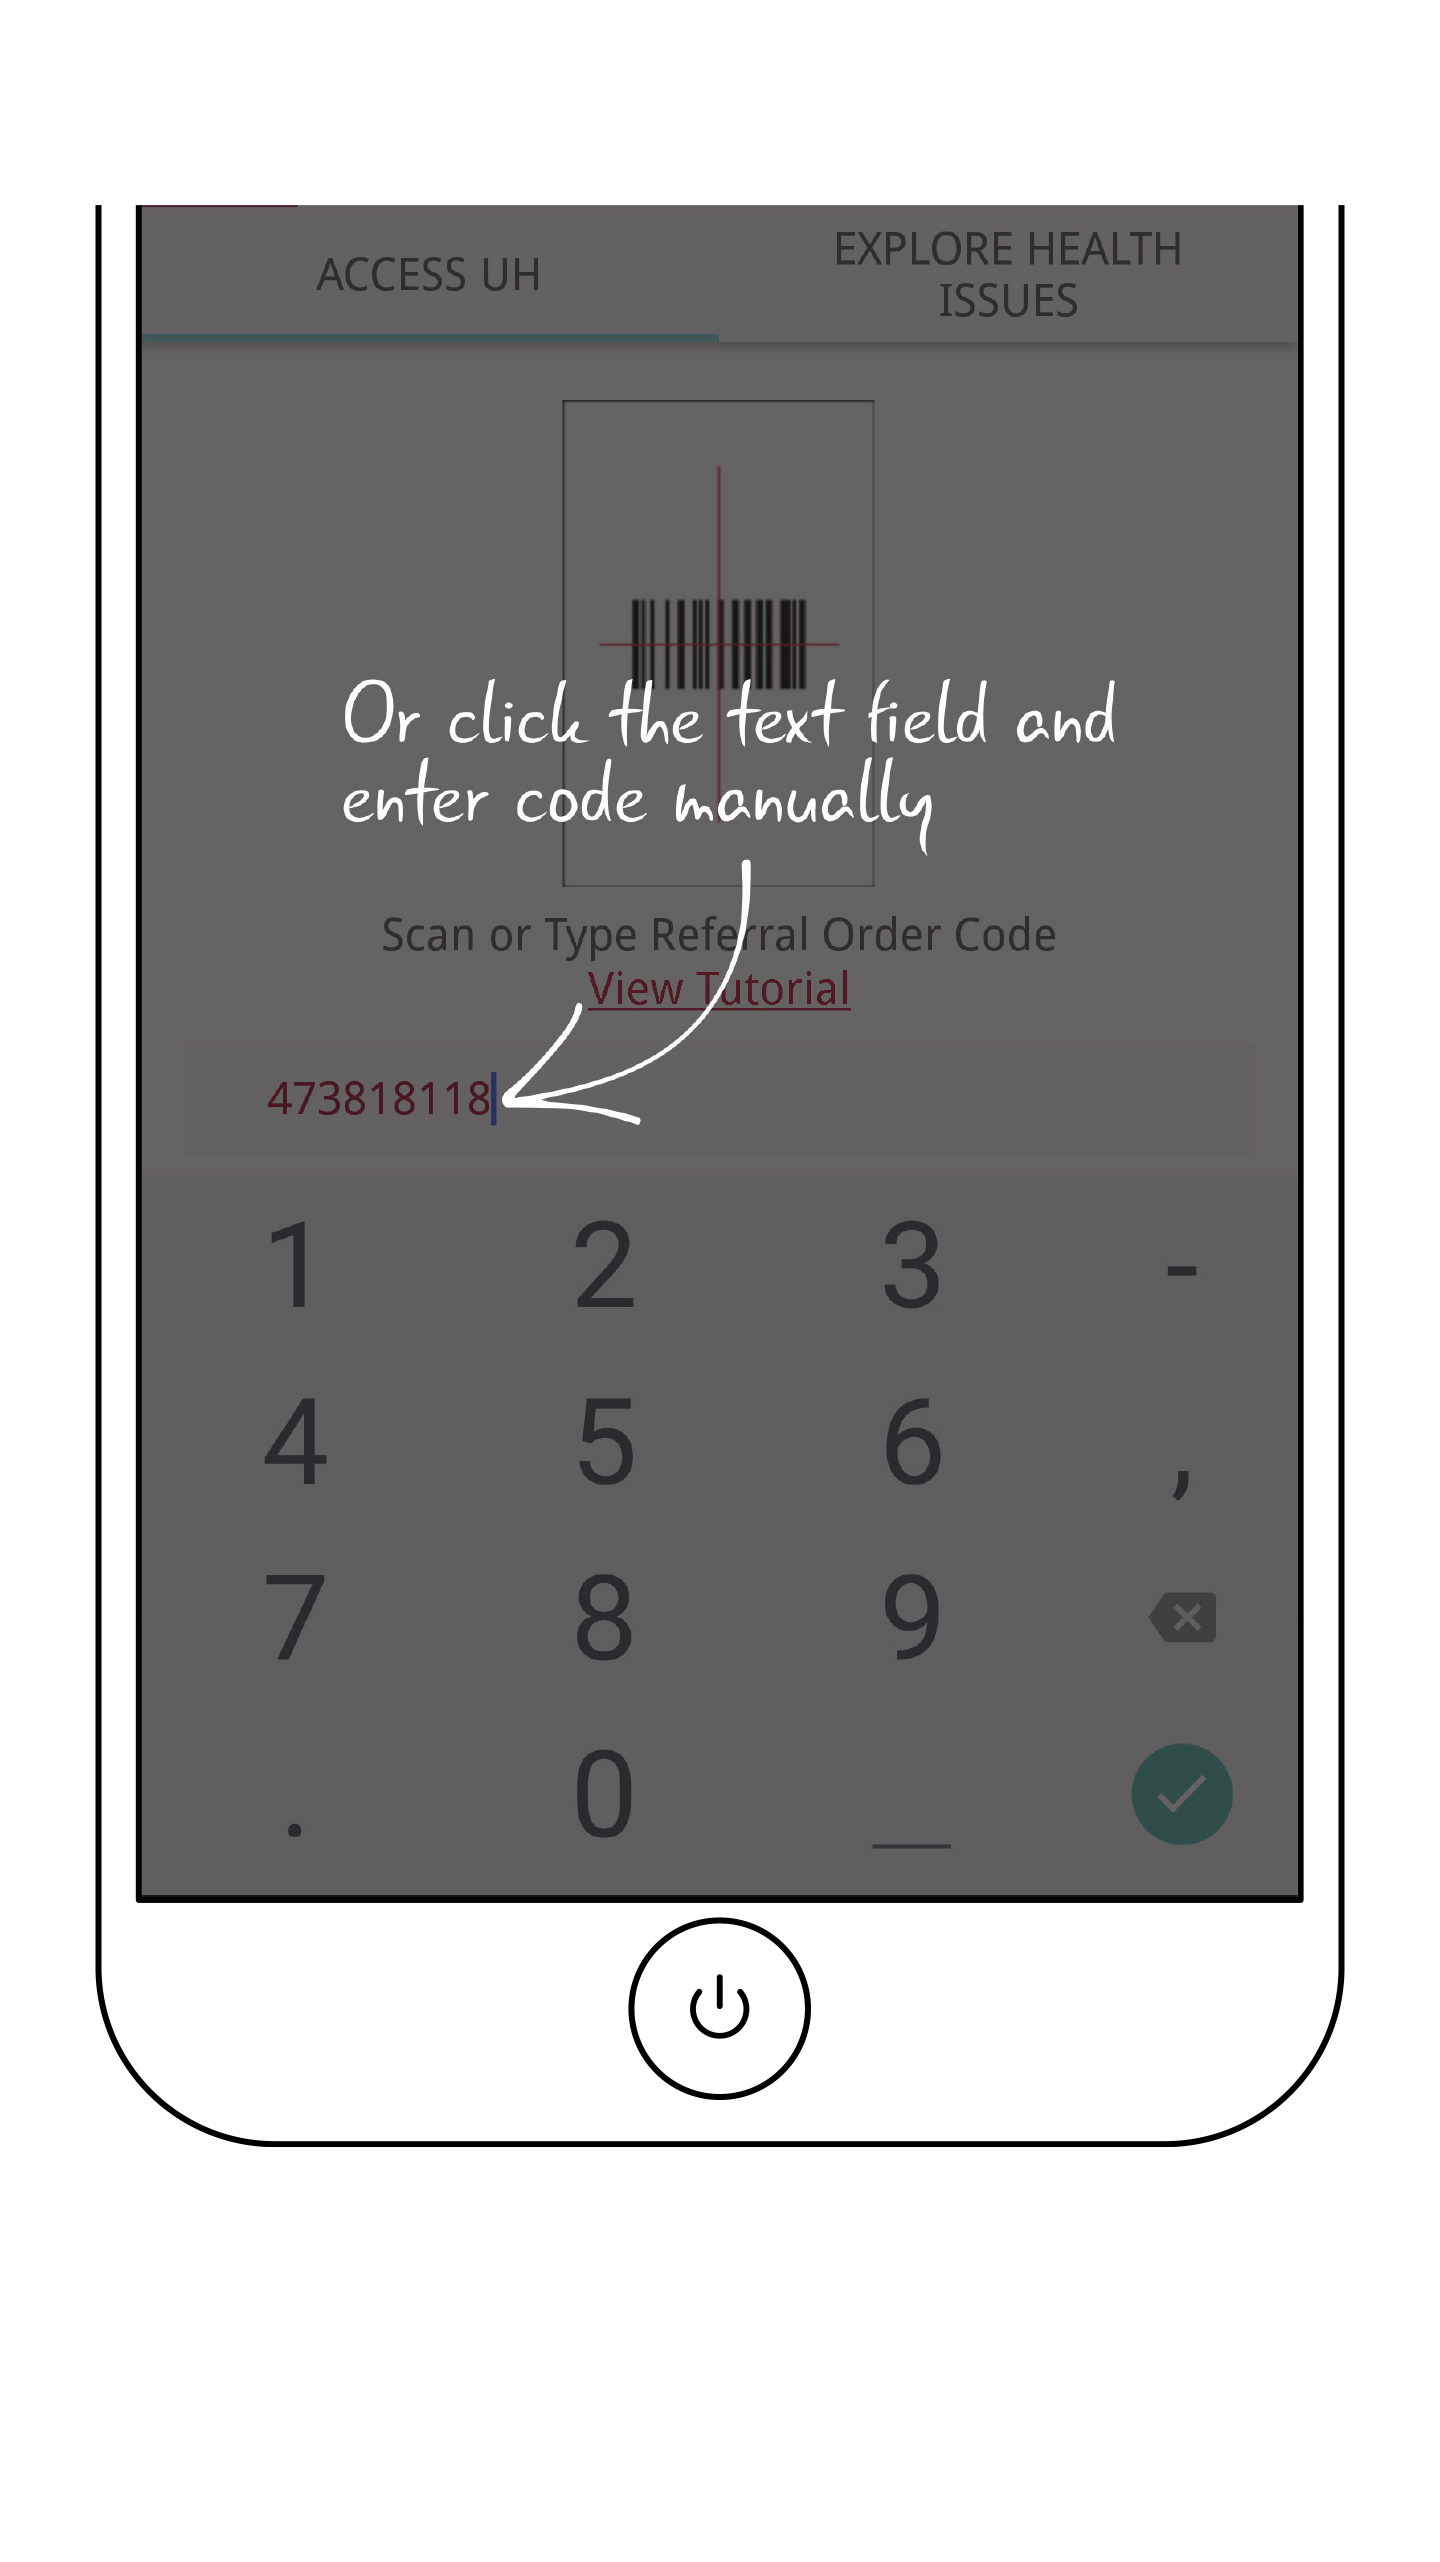 ACCESS UH
EXPLORE HEALTH
ISSUES
Or click the text field and
enter code manually
Scan or Type Referral Order Code
View Tutorial
473818118
1 2 3 -
4 5 6 ,
7 8 9
. 0 _